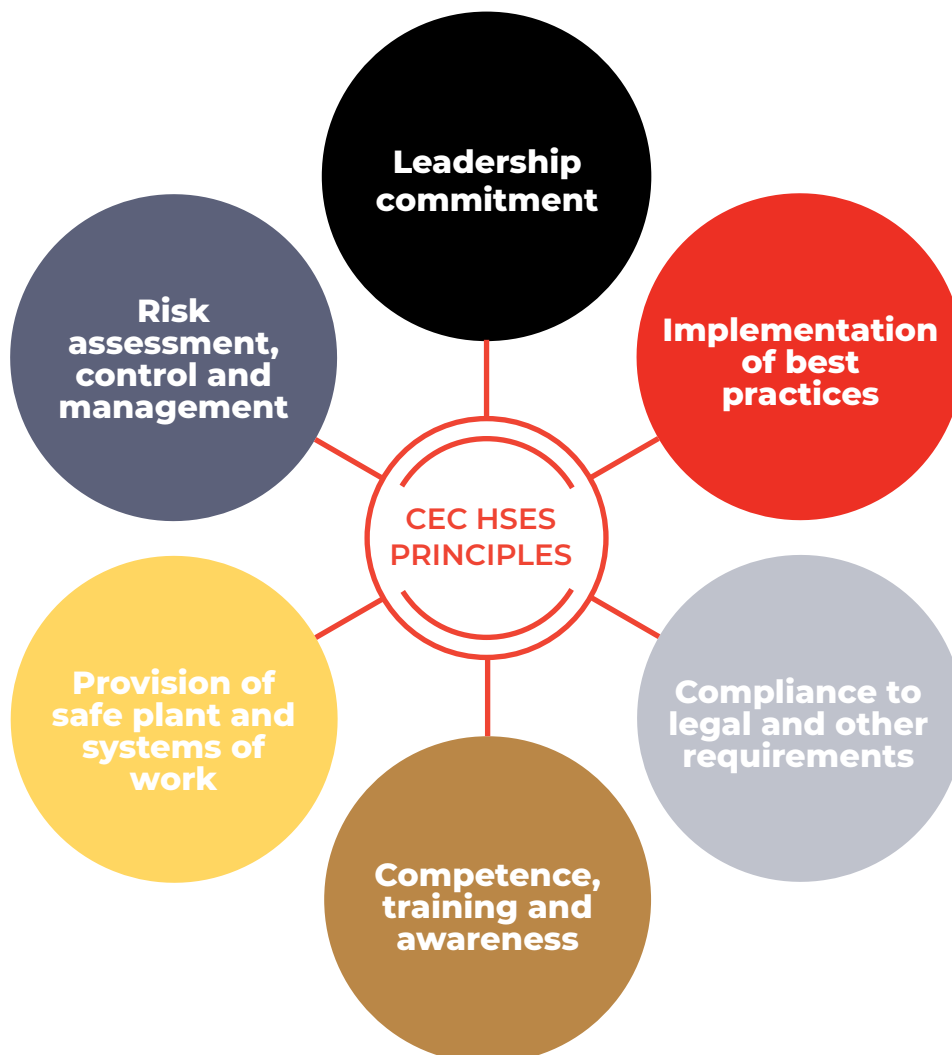 Leadership
commitment
Risk
assessment,
control and
management
Implementation
of best
practices
CEC HSES
PRINCIPLES
Provision of
safe plant and
systems of
work
Compliance to
legal and other
requirements
Competence,
training and
awareness